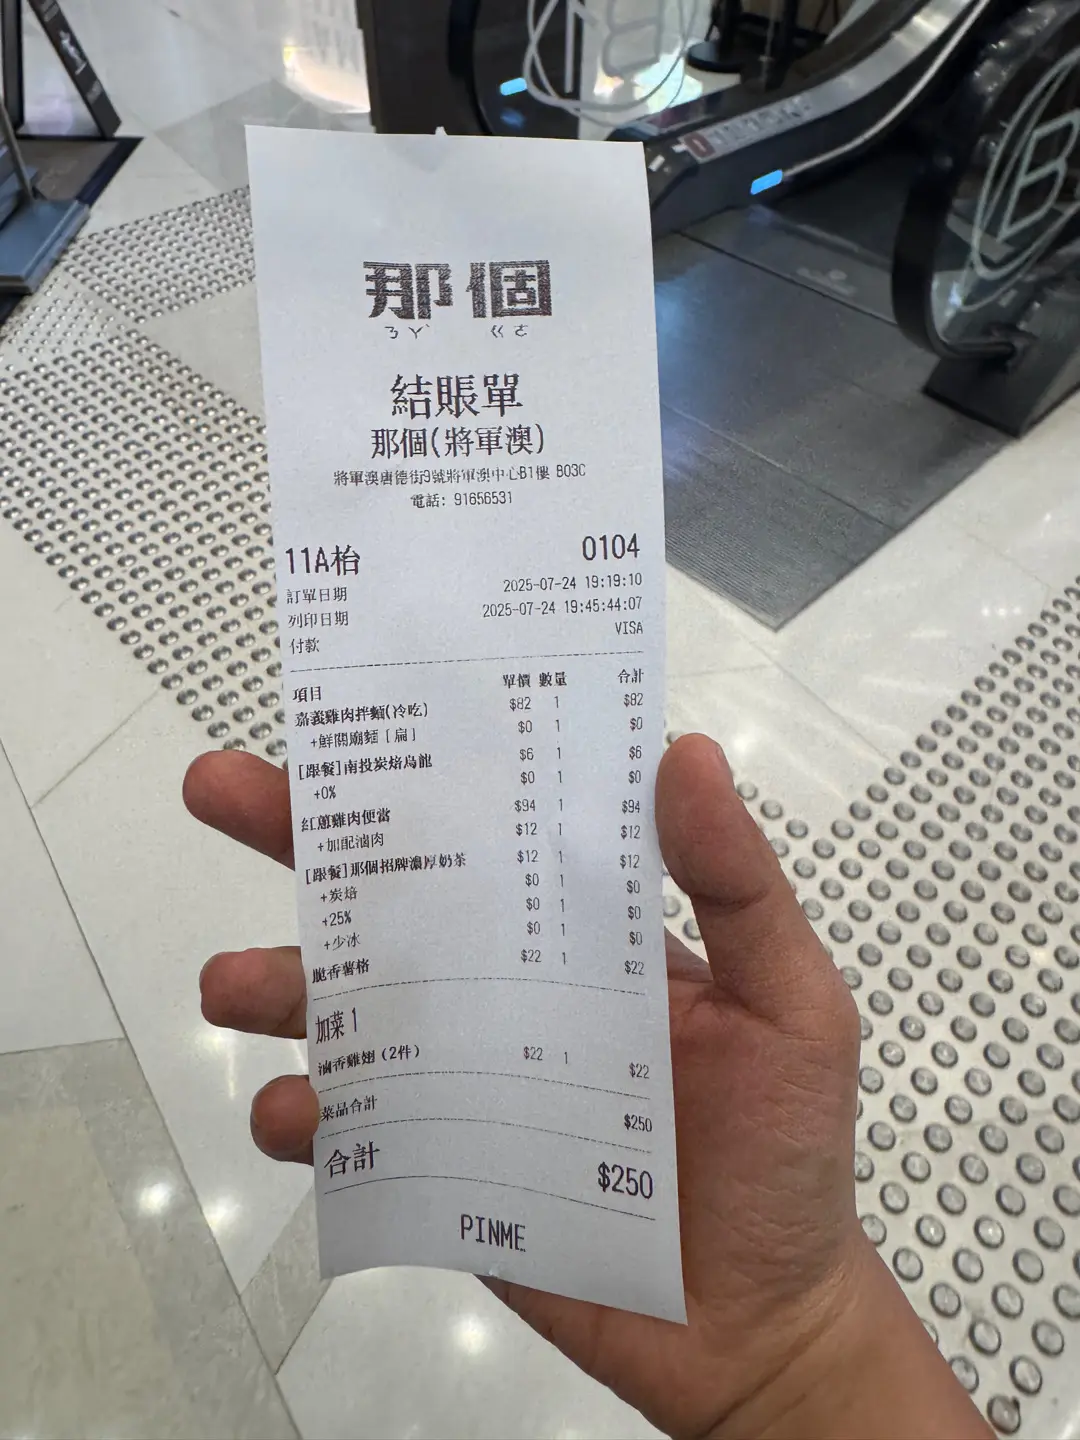 那個
ㄋㄚˋ ㄍㄜ
結賬單
那個(將軍澳)
將軍澳唐德街9號將軍澳中心B1樓 B03C
電話: 91656531
11A枱 0104
訂單日期 2025-07-24 19:19:10
列印日期 2025-07-24 19:45:44:07
付款 VISA
項目 單價 數量 合計
嘉義雞肉拌麵(冷吃) $82 1 $82
+鮮關廟麵 [扁] $0 1 $0
[跟餐]南投炭焙烏龍 $6 1 $6
+0% $0 1 $0
紅蔥雞肉便當 $94 1 $94
+加配滷肉 $12 1 $12
[跟餐]那個招牌濃厚奶茶 $12 1 $12
+炭焙 $0 1 $0
+25% $0 1 $0
+少冰 $0 1 $0
脆香薯格 $22 1 $22
加菜 1
滷香雞翅 (2件) $22 1 $22
菜品合計 $250
合計 $250
PINME